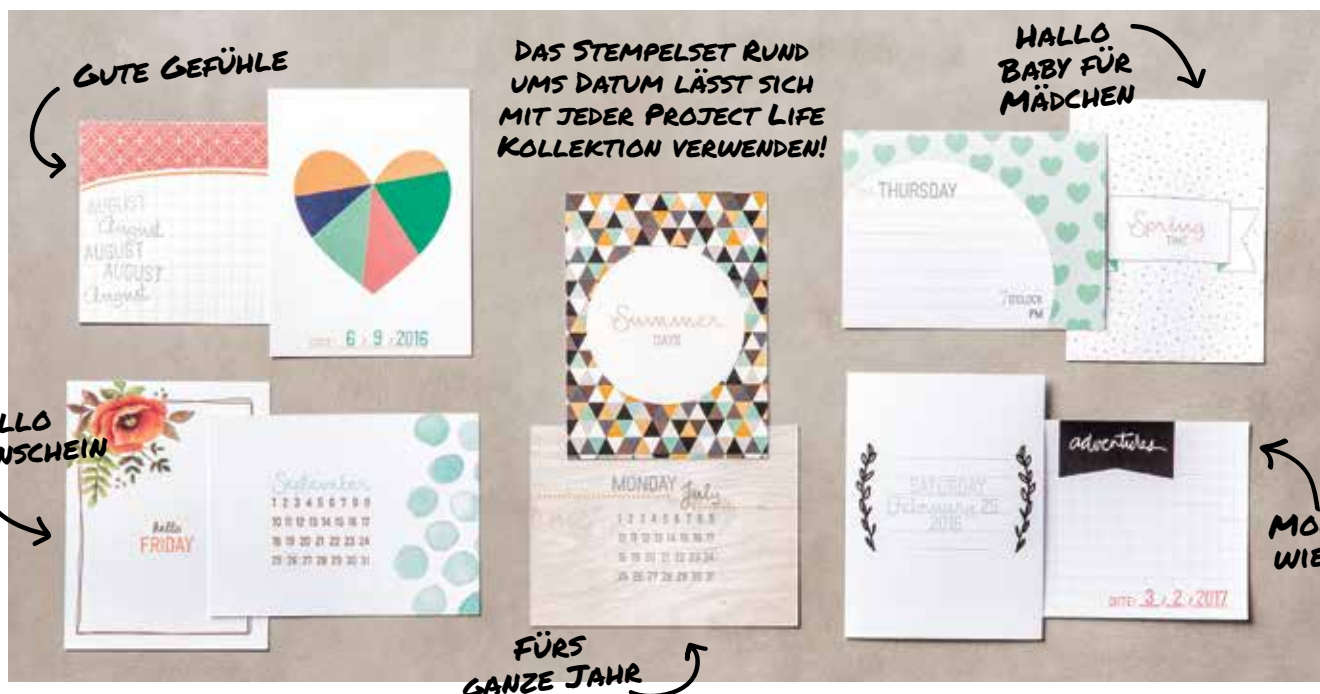 GUTE GEFÜHLE
DAS STEMPELSET RUND
UMS DATUM LÄSST SICH
MIT JEDER PROJECT LIFE
KOLLEKTION VERWENDEN!
HALLO
BABY FÜR
MÄDCHEN
AUGUST
August
AUGUST
AUGUST
August
DATE: 6 / 9 / 2016
Summer
DAYS
THURSDAY
7 O'CLOCK
PM
Spring
TIME
LLO
NSCHEIN
hello
FRIDAY
September
1 2 3 4 5 6 7 8 9
10 11 12 13 14 15 16 17
18 19 20 21 22 23 24
25 26 27 28 29 30 31
MONDAY July
1 2 3 4 5 6 7 8 9
10 11 12 13 14 15 16 17
18 19 20 21 22 23 24
25 26 27 28 29 30 31
SATURDAY
February 25
2016
adventures
DATE: 3 / 2 / 2017
MO
WIE
FÜRS
GANZE JAHR